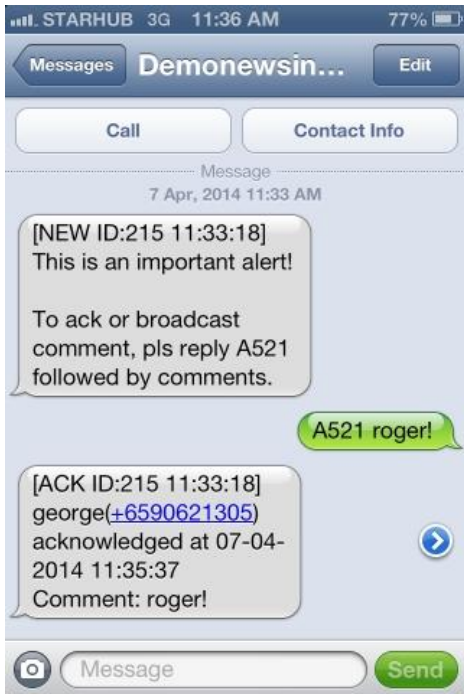 STARHUB 3G 11:36 AM 77%
Messages Demonewsin... Edit
Call Contact Info
Message
7 Apr, 2014 11:33 AM
[NEW ID:215 11:33:18]
This is an important alert!
To ack or broadcast
comment, pls reply A521
followed by comments.
A521 roger!
[ACK ID:215 11:33:18]
george(+6590621305)
acknowledged at 07-04-
2014 11:35:37
Comment: roger!
Message Send